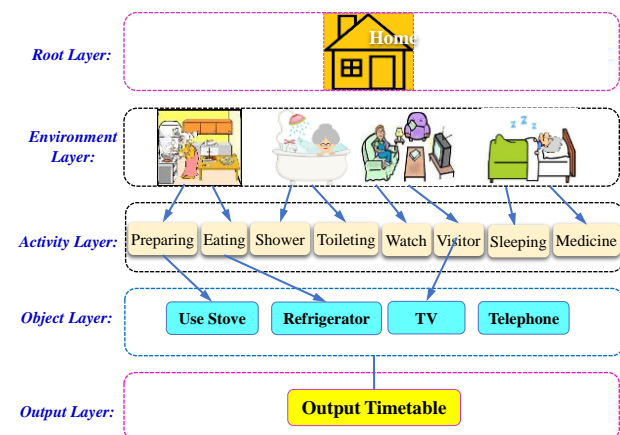 Home
Root Layer:
z z z
Environment
Layer:
Activity Layer:
Preparing Eating Shower Toileting Watch Visitor Sleeping Medicine
Object Layer:
Use Stove Refrigerator TV Telephone
Output Layer:
Output Timetable